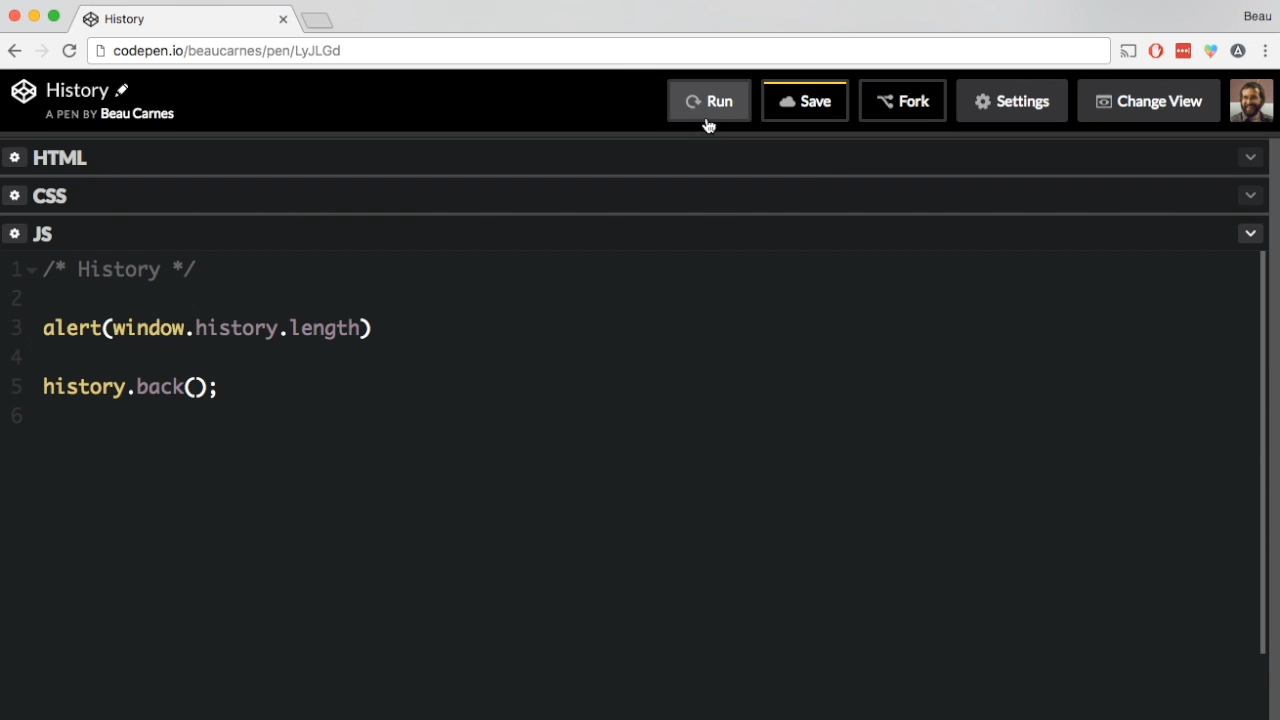 History
Beau
codepen.io/beaucarnes/pen/LyJLGd
History
A PEN BY Beau Carnes
Run
Save
Fork
Settings
Change View
HTML
CSS
JS
1 /* History */
2
3 alert(window.history.length)
4
5 history.back();
6